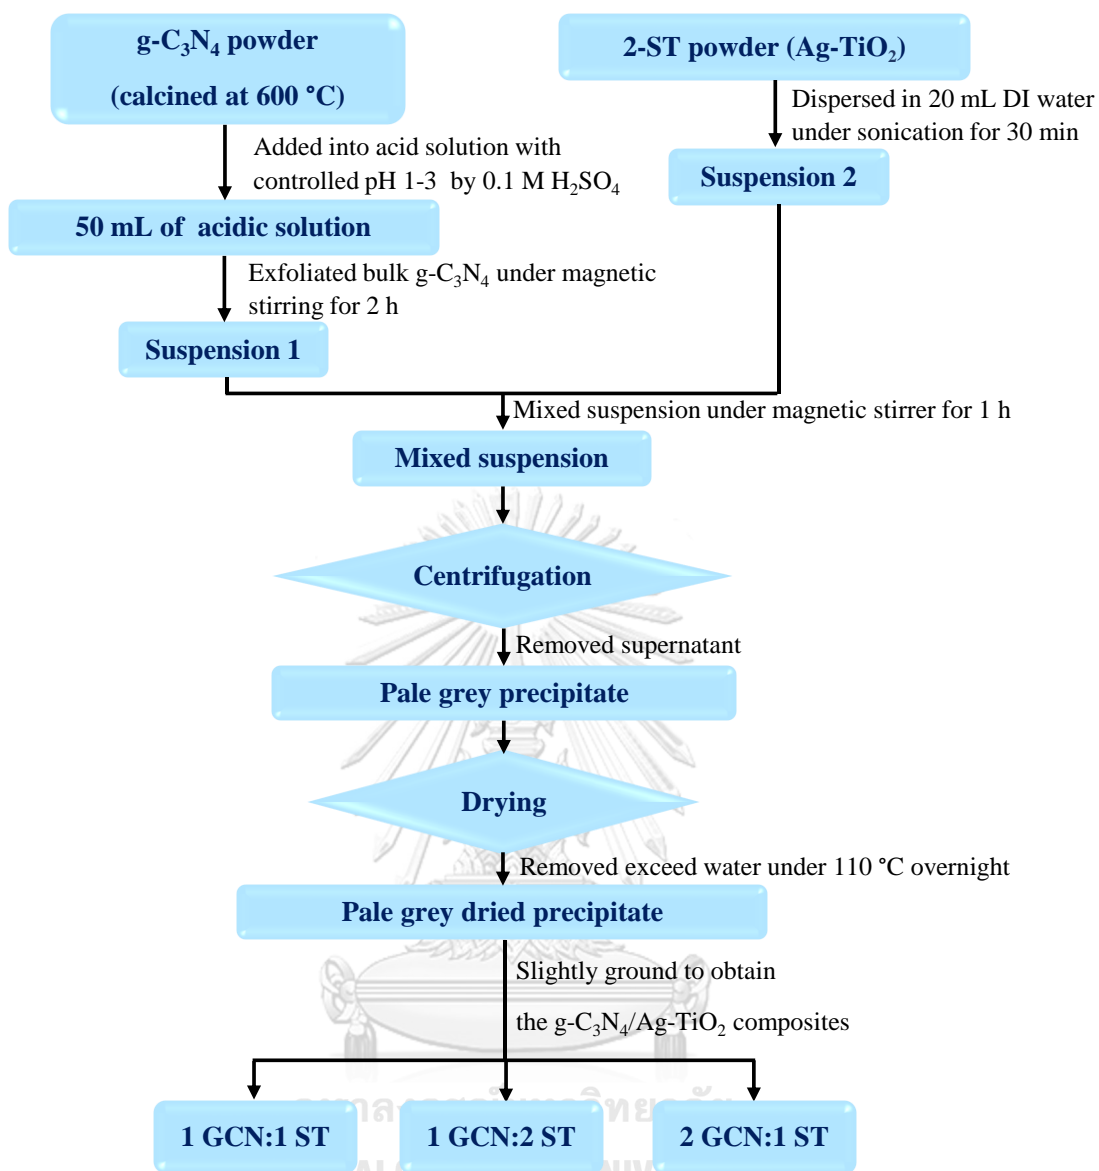 g-C₃N₄ powder
(calcined at 600 °C)
2-ST powder (Ag-TiO₂)
Dispersed in 20 mL DI water
under sonication for 30 min
Added into acid solution with
controlled pH 1-3 by 0.1 M H₂SO₄
Suspension 2
50 mL of acidic solution
Exfoliated bulk g-C₃N₄ under magnetic
stirring for 2 h
Suspension 1
Mixed suspension under magnetic stirrer for 1 h
Mixed suspension
Centrifugation
Removed supernatant
Pale grey precipitate
Drying
Removed exceed water under 110 °C overnight
Pale grey dried precipitate
Slightly ground to obtain
the g-C₃N₄/Ag-TiO₂ composites
1 GCN:1 ST
1 GCN:2 ST
2 GCN:1 ST